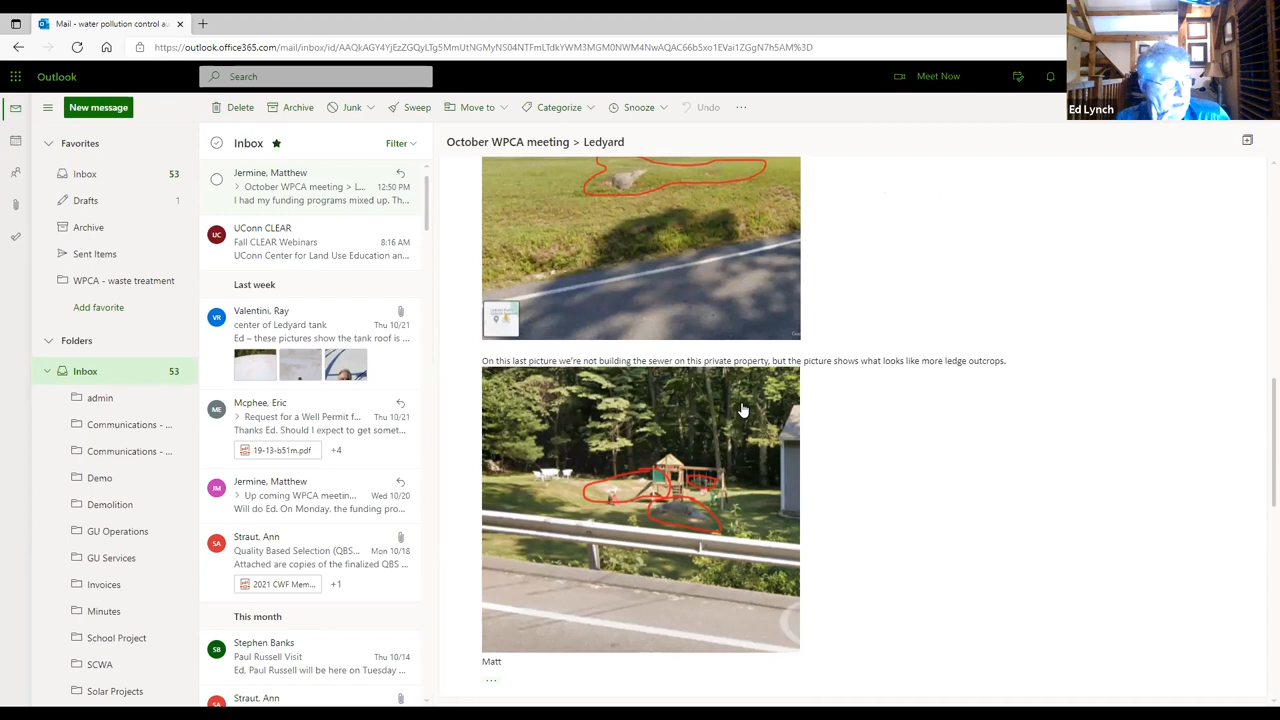 Mail - water pollution control au
https://outlook.office365.com/mail/inbox/id/AAQkAGY4YjEzZGQyLTg5MmUtNGMyNS04NTFmLTdkYWM3MGM0NWM4NwAQAC66b5xo1EVai1ZGgN7h5AM%3D
Ed Lynch
Outlook
Search
Meet Now
New message
Delete
Archive
Junk
Sweep
Move to
Categorize
Snooze
Undo
Favorites
Inbox 53
Drafts 1
Archive
Sent Items
WPCA - waste treatment
Add favorite
Folders
Inbox 53
admin
Communications - ...
Communications - ...
Demo
Demolition
GU Operations
GU Services
Invoices
Minutes
School Project
SCWA
Solar Projects
Inbox
Filter
Jermine, Matthew
October WPCA meeting > L... 12:50 PM
I had my funding programs mixed up. Th...
UC
UConn CLEAR
Fall CLEAR Webinars 8:16 AM
UConn Center for Land Use Education an...
Last week
VR
Valentini, Ray
center of Ledyard tank Thu 10/21
Ed – these pictures show the tank roof is ...
ME
Mcphee, Eric
Request for a Well Permit f... Thu 10/21
Thanks Ed. Should I expect to get somet...
19-13-b51m.pdf +4
JM
Jermine, Matthew
Up coming WPCA meetin... Wed 10/20
Will do Ed. On Monday, the funding pro...
SA
Straut, Ann
Quality Based Selection (QBS... Mon 10/18
Attached are copies of the finalized QBS ...
2021 CWF Mem... +1
This month
SB
Stephen Banks
Paul Russell Visit Thu 10/14
Ed, Paul Russell will be here on Tuesday ...
SA
Straut, Ann
October WPCA meeting > Ledyard
On this last picture we're not building the sewer on this private property, but the picture shows what looks like more ledge outcrops.
Matt
...